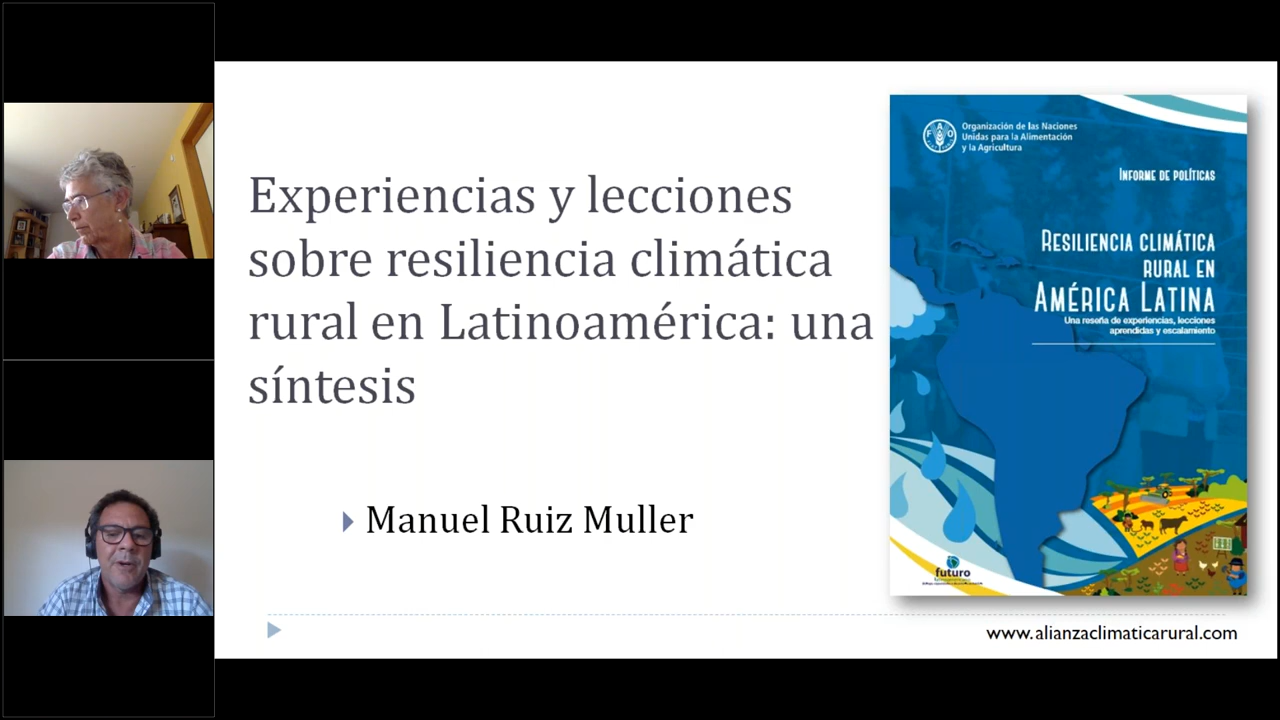 Experiencias y lecciones
sobre resiliencia climática
rural en Latinoamérica: una
síntesis
Manuel Ruiz Muller
Organización de las Naciones
Unidas para la Alimentación
y la Agricultura
INFORME DE POLÍTICAS
RESILIENCIA CLIMÁTICA
RURAL EN
AMÉRICA LATINA
Una reseña de experiencias, lecciones
aprendidas y escalamiento
futuro
www.alianzaclimaticarural.com